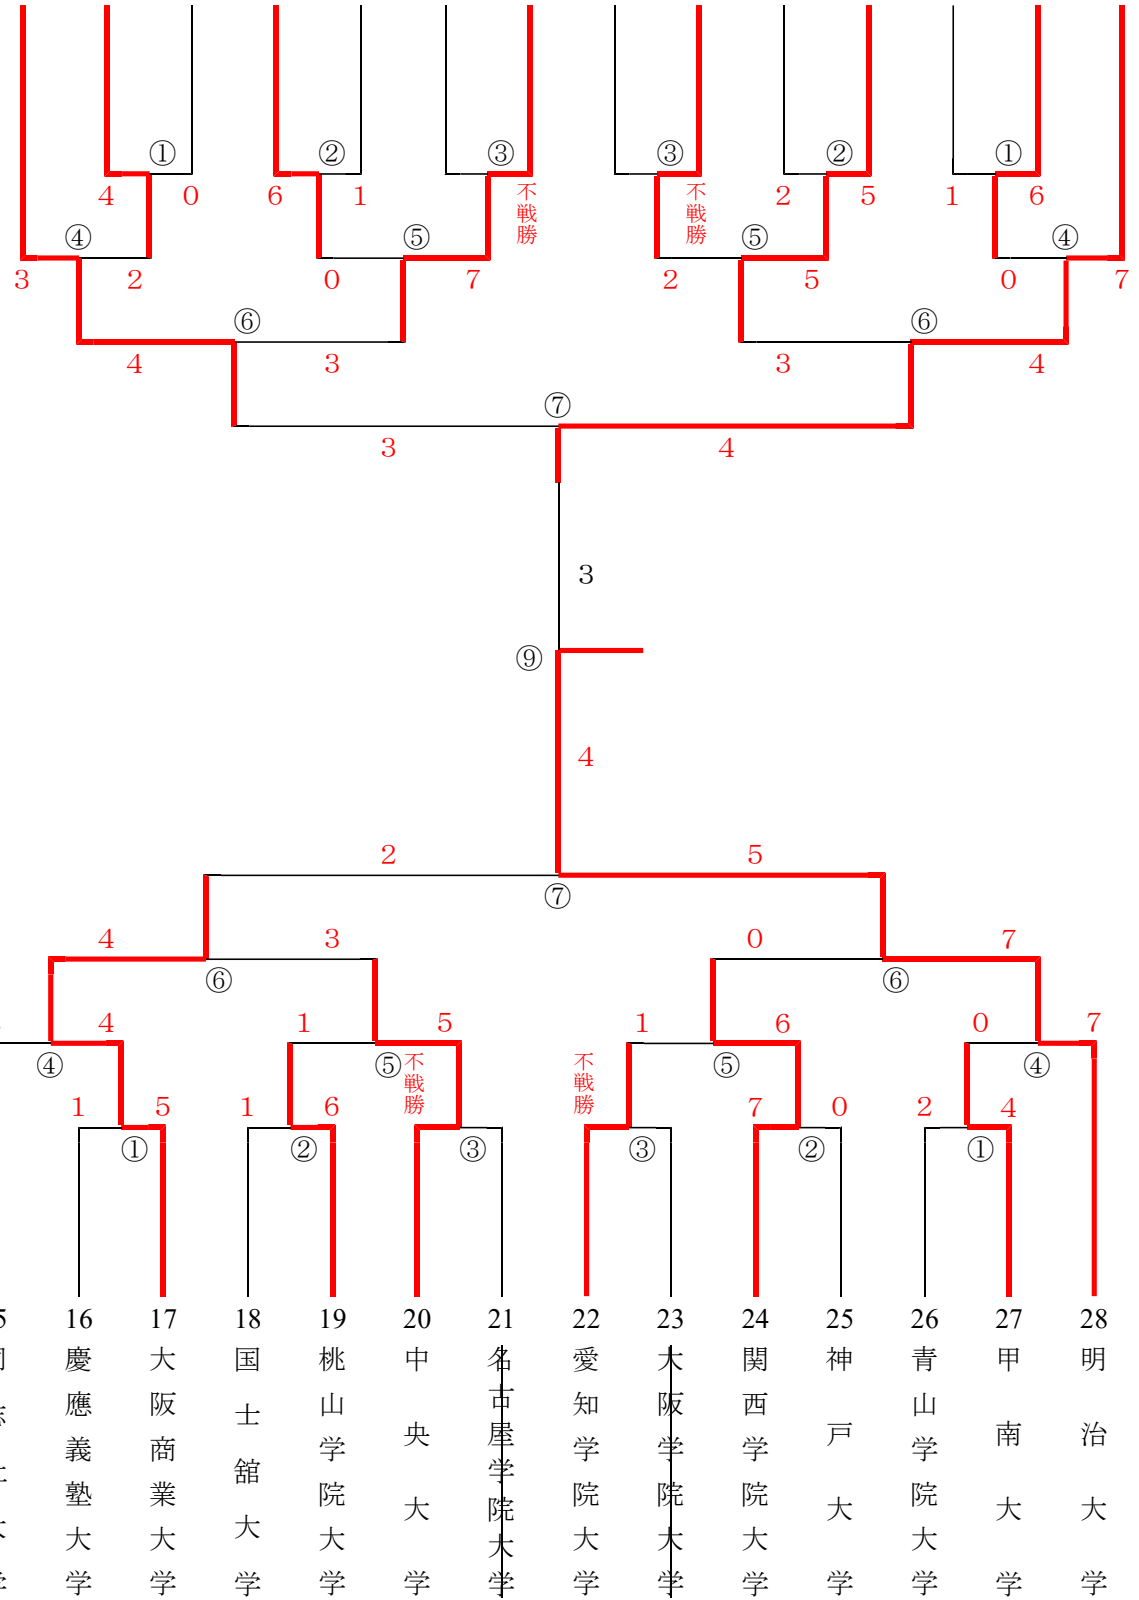 ① ② ③ ③ ② ①
4 0 6 1 不戦勝 不戦勝 2 5 1 6
④ ⑤ ⑤ ④
3 2 0 7 2 5 0 7
⑥ ⑥
4 3 3 4
⑦
3 4
3
⑨
4
2 5
⑦
4 3 0 7
⑥ ⑥
4 1 5 1 6 0 7
④ ⑤ 不戦勝 不戦勝 ⑤ ④
1 5 1 6 7 0 2 4
① ② ③ ③ ② ①
16 17 18 19 20 21 22 23 24 25 26 27 28
慶應義塾大学
大阪商業大学
国士舘大学
桃山学院大学
中央大学
名古屋学院大学
愛知学院大学
大阪学院大学
関西学院大学
神戸大学
青山学院大学
甲南大学
明治大学